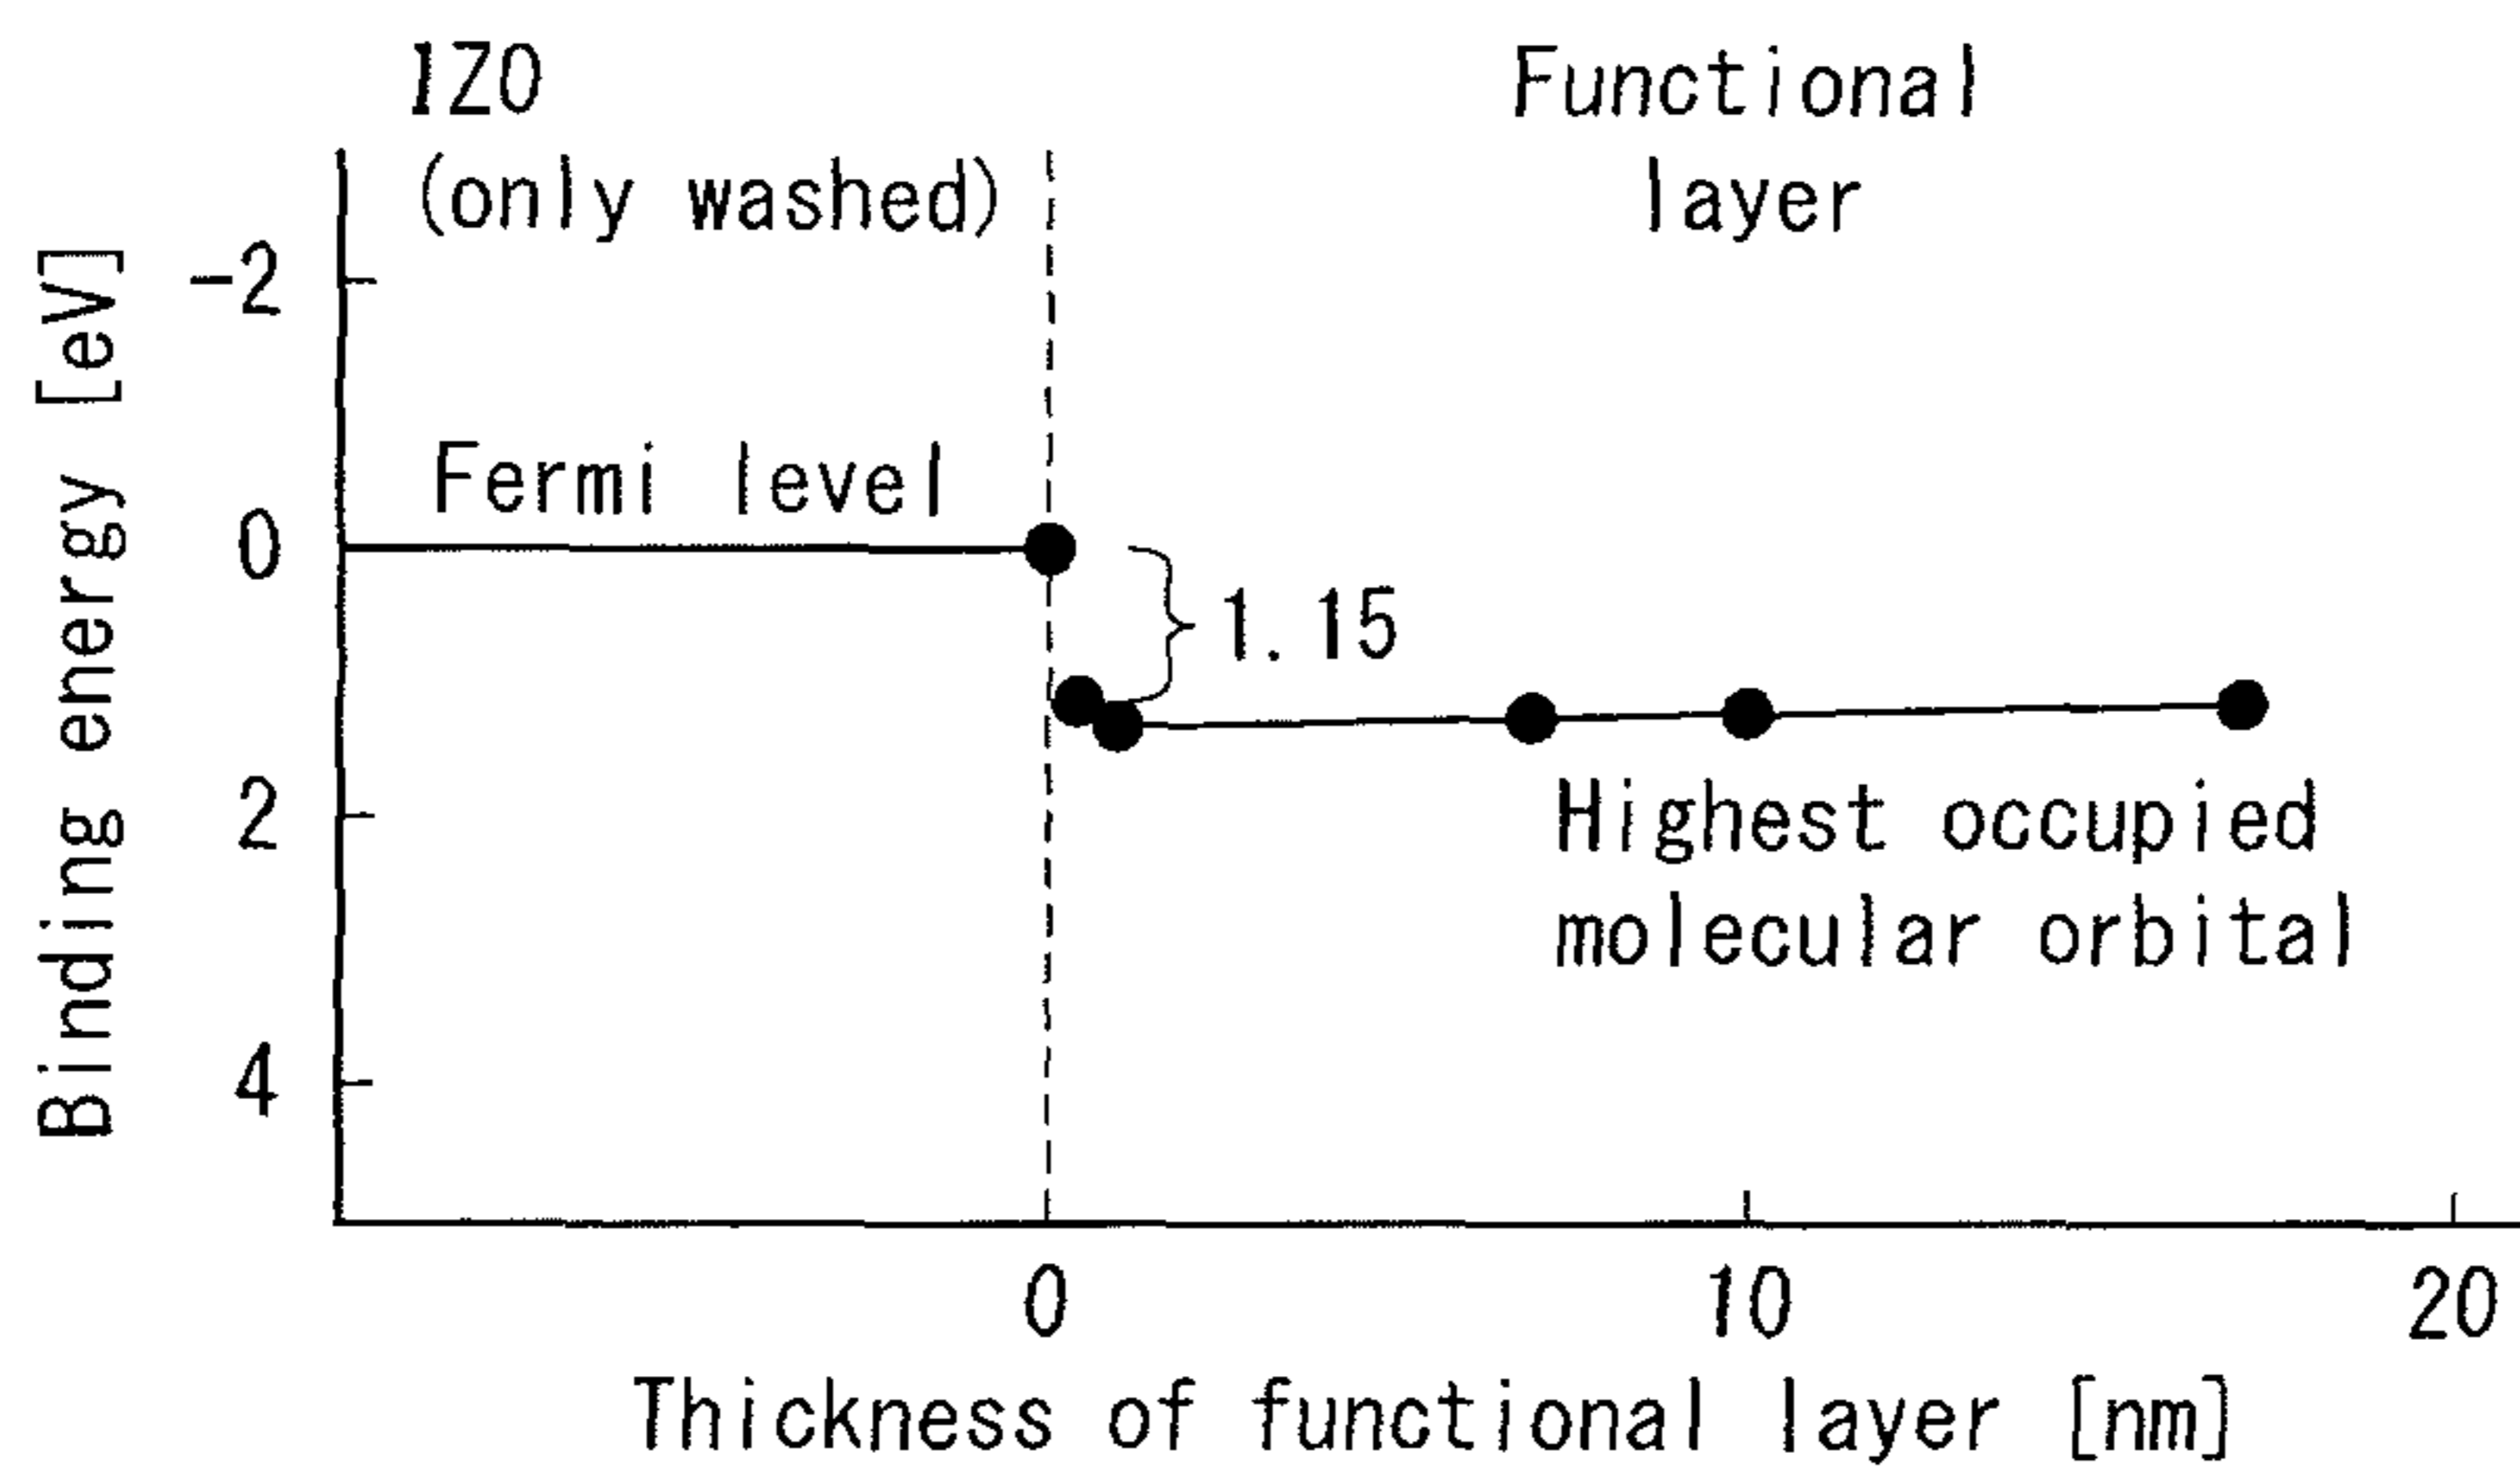 IZO
(only washed)
Functional
layer
Binding energy [eV]
-2
0
2
4
Fermi level
1.15
Highest occupied
molecular orbital
0
10
20
Thickness of functional layer [nm]